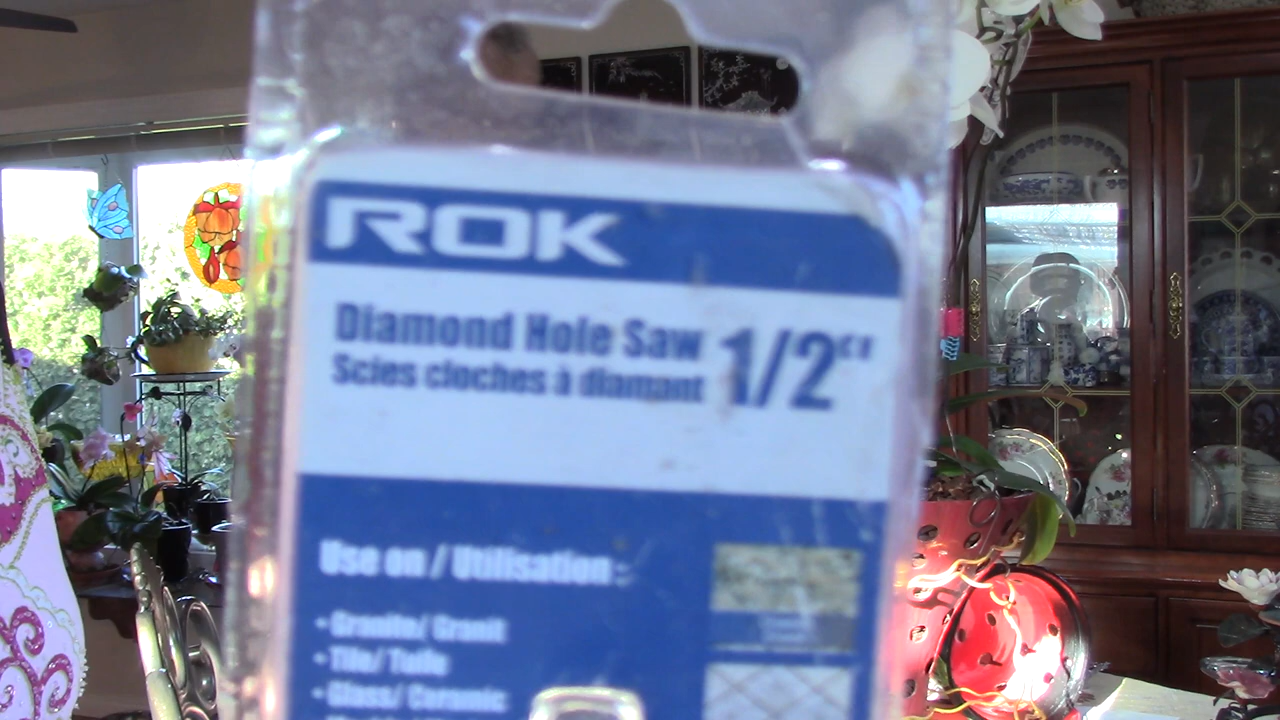 ROK
Diamond Hole Saw 1/2"
Scies cloches à diamant
Use on / Utilisation :
• Granite/ Granit
• Tile/ Tuile
• Glass/ Ceramic